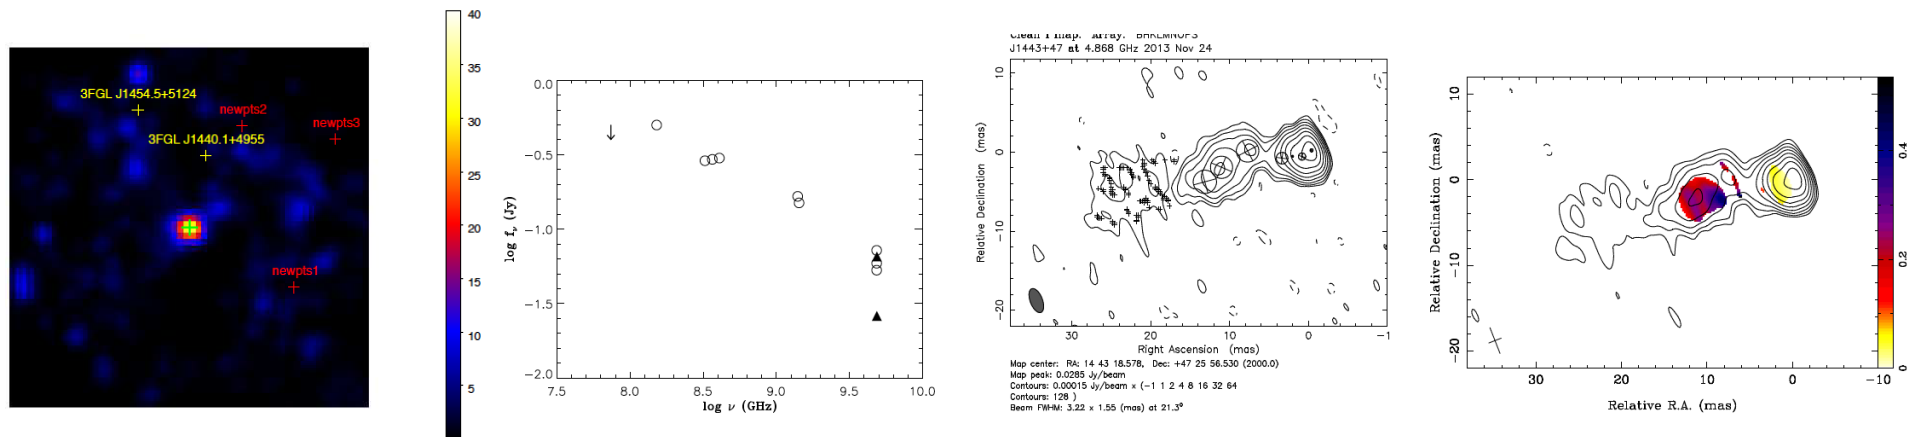 3FGL J1454.5+5124
newpts2
newpts3
3FGL J1440.1+4955
newpts1
40
35
30
25
20
15
10
5
0.0
−0.5
−1.0
−1.5
−2.0
log fν (Jy)
7.5 8.0 8.5 9.0 9.5 10.0
log ν (GHz)
J1443+47 at 4.868 GHz 2013 Nov 24
10
0
−10
−20
Relative Declination (mas)
30 20 10 0 −1
Right Ascension (mas)
Map center: RA: 14 43 18.578, Dec: +47 25 56.530 (2000.0)
Map peak: 0.0285 Jy/beam
Contours: 0.00015 Jy/beam x (−1 1 2 4 8 16 32 64
Contours: 128 )
Beam FWHM: 3.22 x 1.55 (mas) at 21.3°
10
0
−10
−20
Relative Declination (mas)
30 20 10 0 −10
Relative R.A. (mas)
0.4
0.2
0